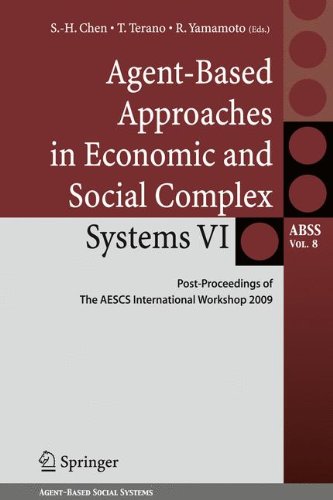 S.-H. Chen · T. Terano · R. Yamamoto (Eds.)
Agent-Based
Approaches
in Economic and
Social Complex
Systems VI
ABSS
VOL. 8
Post-Proceedings of
The AESCS International Workshop 2009
Springer
AGENT-BASED SOCIAL SYSTEMS